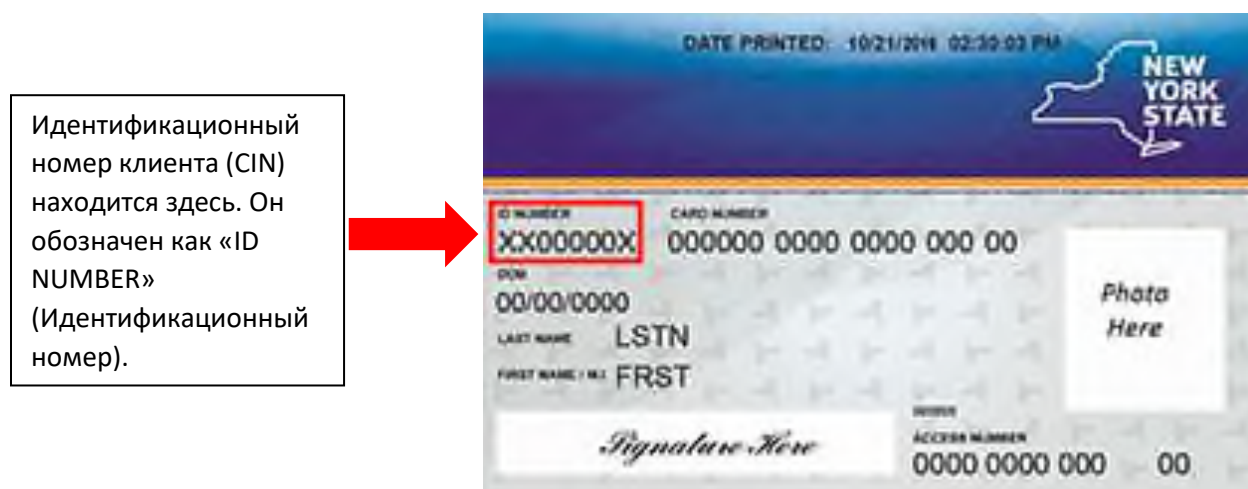 DATE PRINTED: 10/21/2016 02:30:03 PM
NEW
YORK
STATE
Идентификационный
номер клиента (CIN)
находится здесь. Он
обозначен как «ID
NUMBER»
(Идентификационный
номер).
ID NUMBER CARD NUMBER
XX00000X 000000 0000 0000 000 00
00/00/0000
LAST NAME LSTN
FIRST NAME / M.I. FRST
Photo
Here
Signature Here
ACCESS NUMBER
0000 0000 000 00